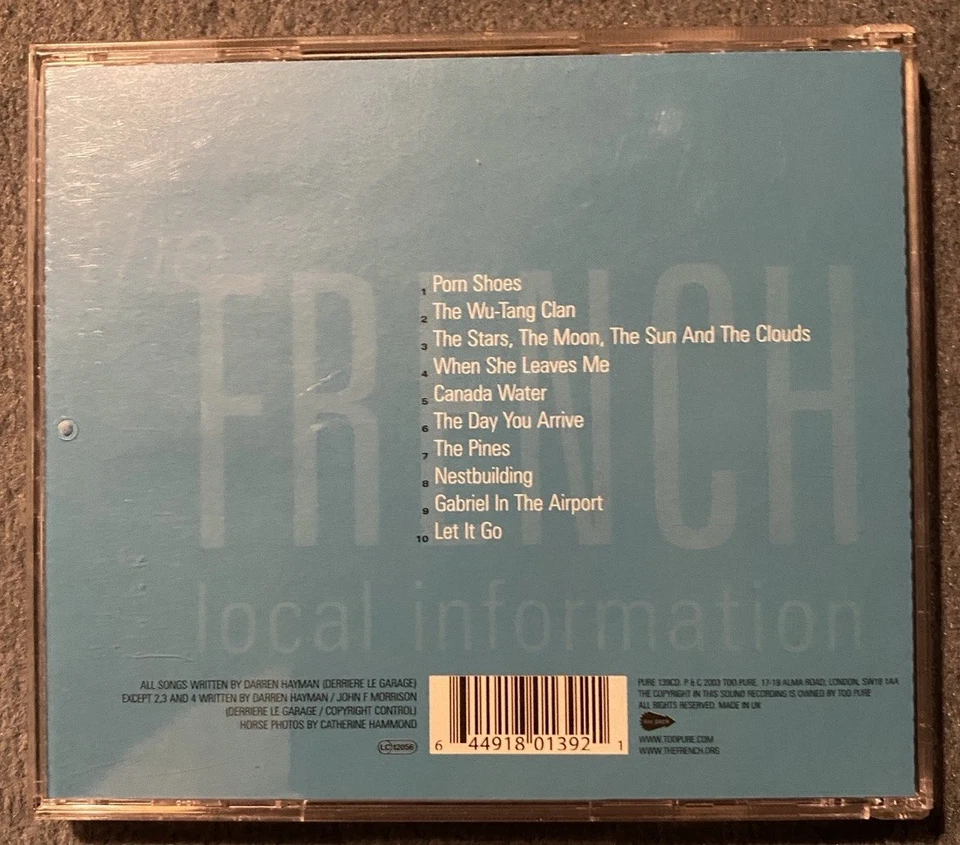 the
FRENCH
1 Porn Shoes
2 The Wu-Tang Clan
3 The Stars, The Moon, The Sun And The Clouds
4 When She Leaves Me
5 Canada Water
6 The Day You Arrive
7 The Pines
8 Nestbuilding
9 Gabriel In The Airport
10 Let It Go
local information
ALL SONGS WRITTEN BY DARREN HAYMAN (DERRIERE LE GARAGE)
EXCEPT 2,3 AND 4 WRITTEN BY DARREN HAYMAN / JOHN F MORRISON
(DERRIERE LE GARAGE / COPYRIGHT CONTROL)
HORSE PHOTOS BY CATHERINE HAMMOND
LC 12056
6 44918 01392 1
PURE 139CD. P & C 2003 TOO PURE, 17-19 ALMA ROAD, LONDON, SW18 1AA
THE COPYRIGHT IN THIS SOUND RECORDING IS OWNED BY TOO PURE
ALL RIGHTS RESERVED. MADE IN UK
too pure
WWW.TOOPURE.COM
WWW.THEFRENCH.ORG